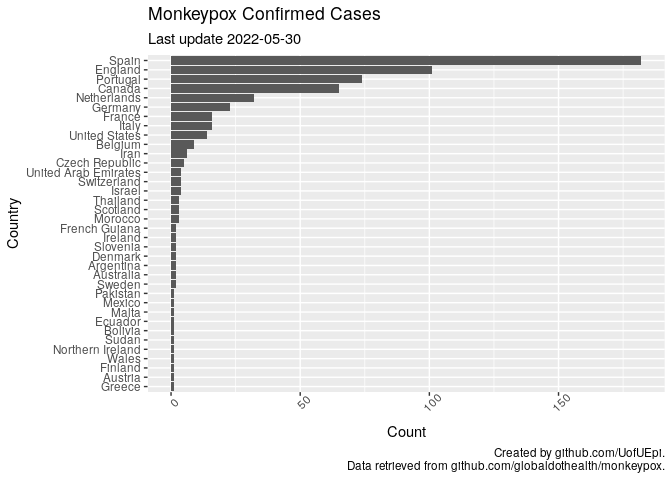 Monkeypox Confirmed Cases
Last update 2022-05-30
Spain
England
Portugal
Canada
Netherlands
Germany
France
Italy
United States
Belgium
Iran
Czech Republic
United Arab Emirates
Switzerland
Israel
Thailand
Scotland
Morocco
French Guiana
Ireland
Slovenia
Denmark
Argentina
Australia
Sweden
Pakistan
Mexico
Malta
Ecuador
Bolivia
Sudan
Northern Ireland
Wales
Finland
Austria
Greece
Country
0 50 100 150
Count
Created by github.com/UofUEpi.
Data retrieved from github.com/globaldothealth/monkeypox.